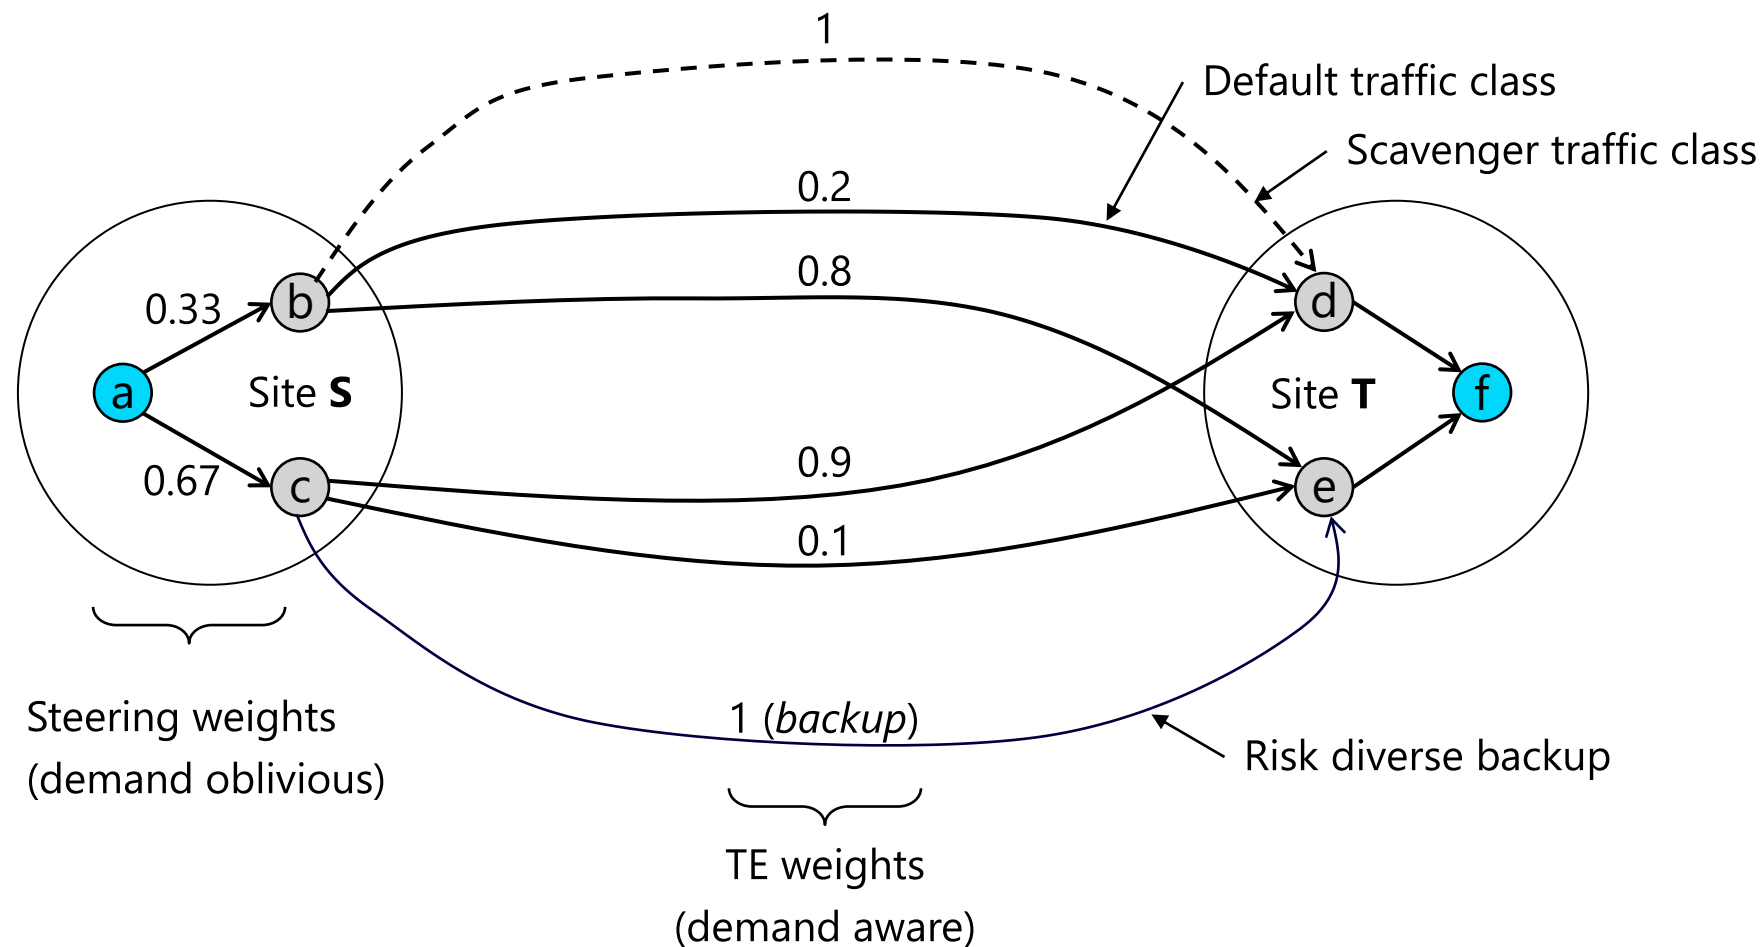 1
Default traffic class
Scavenger traffic class
0.2
0.8
0.33
b
d
a
Site S
Site T
f
0.67
c
0.9
e
0.1
Steering weights
(demand oblivious)
1 (backup)
Risk diverse backup
TE weights
(demand aware)